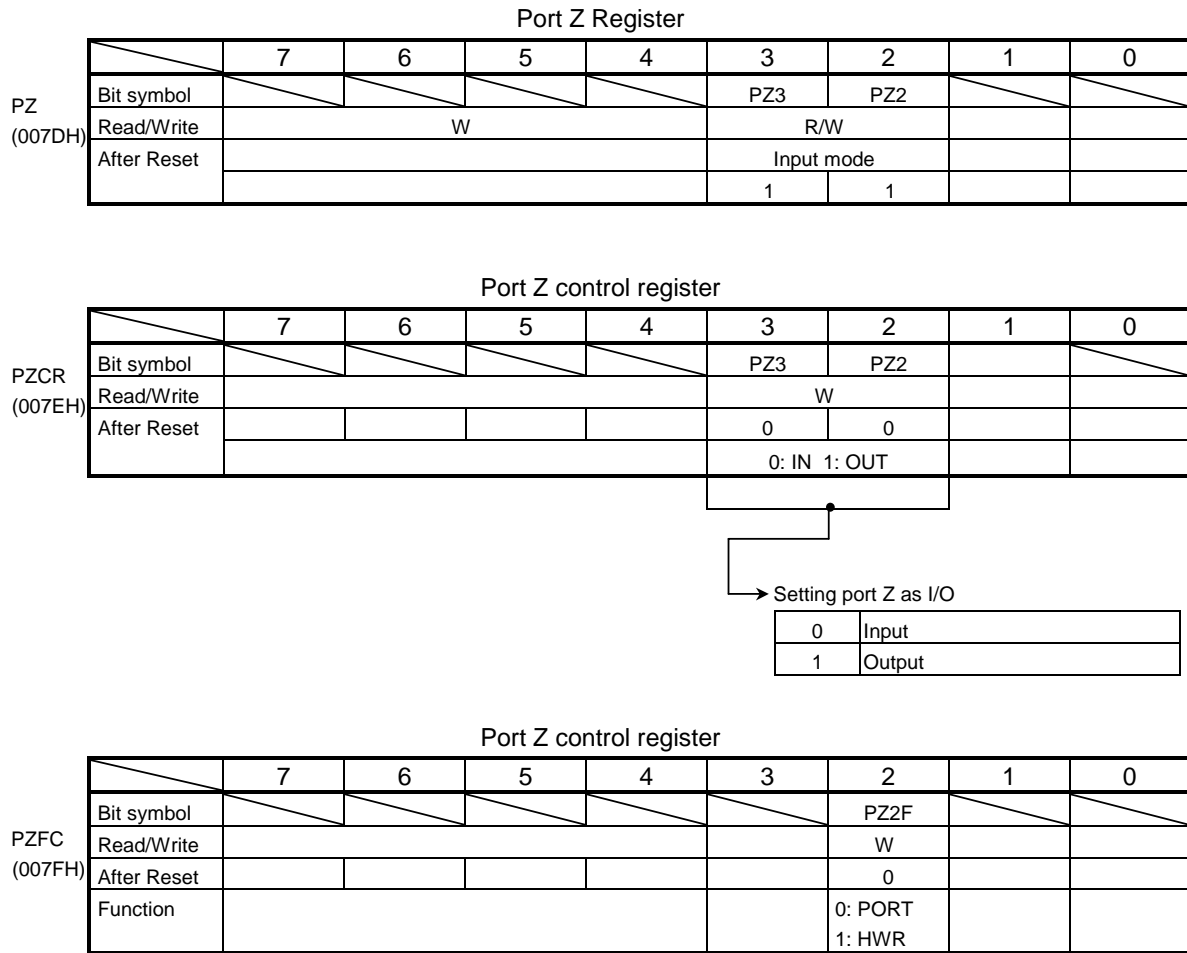 Port Z Register
7 6 5 4 3 2 1 0
PZ
(007DH)
Bit symbol PZ3 PZ2
Read/Write W R/W
After Reset Input mode
1 1
Port Z control register
7 6 5 4 3 2 1 0
PZCR
(007EH)
Bit symbol PZ3 PZ2
Read/Write W
After Reset 0 0
0: IN 1: OUT
Setting port Z as I/O
0 Input
1 Output
Port Z control register
7 6 5 4 3 2 1 0
PZFC
(007FH)
Bit symbol PZ2F
Read/Write W
After Reset 0
Function 0: PORT
1: HWR